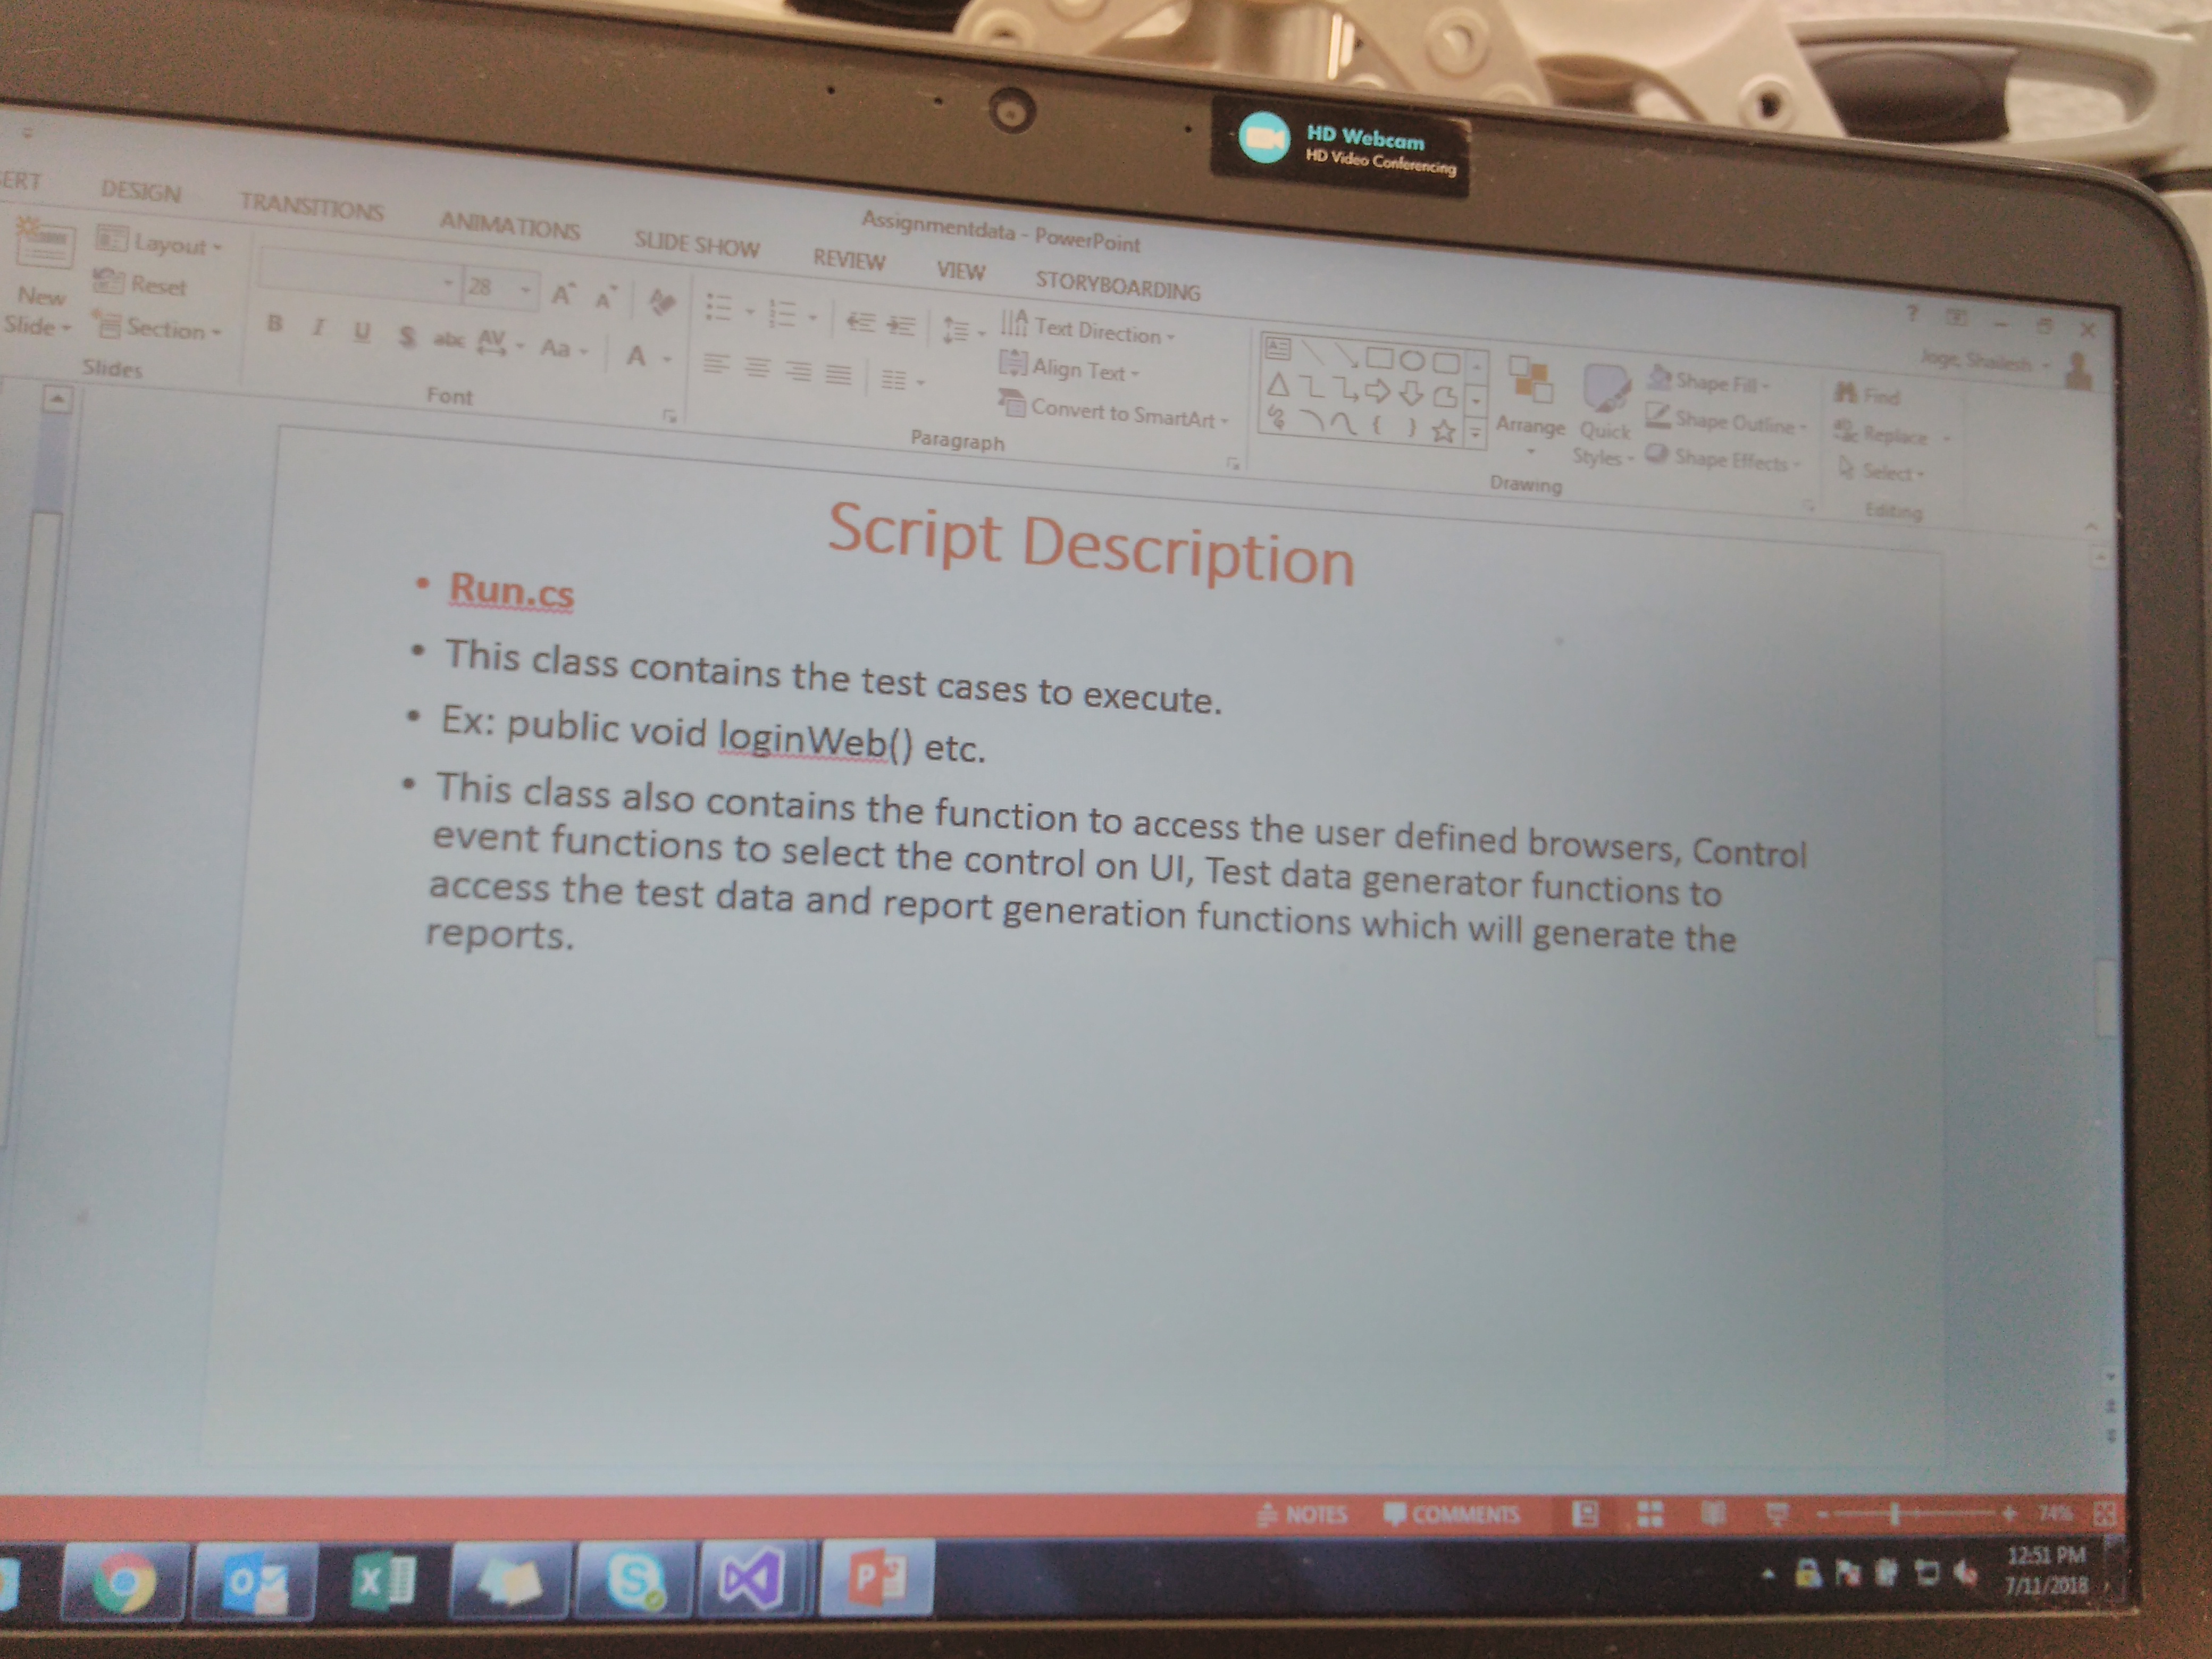 HD Webcam
HD Video Conferencing
Assignmentdata - PowerPoint
ERT DESIGN TRANSITIONS ANIMATIONS SLIDE SHOW REVIEW VIEW STORYBOARDING
Joge, Shailesh
New
Slide
Layout
Reset
Section
Slides
28
B I U S abc AV Aa A
Font
Text Direction
Align Text
Convert to SmartArt
Paragraph
Arrange
Quick
Styles
Shape Fill
Shape Outline
Shape Effects
Drawing
Find
Replace
Select
Editing
Script Description
• Run.cs
• This class contains the test cases to execute.
• Ex: public void loginWeb() etc.
• This class also contains the function to access the user defined browsers, Control
event functions to select the control on UI, Test data generator functions to
access the test data and report generation functions which will generate the
reports.
NOTES COMMENTS 74%
12:51 PM
7/11/2018